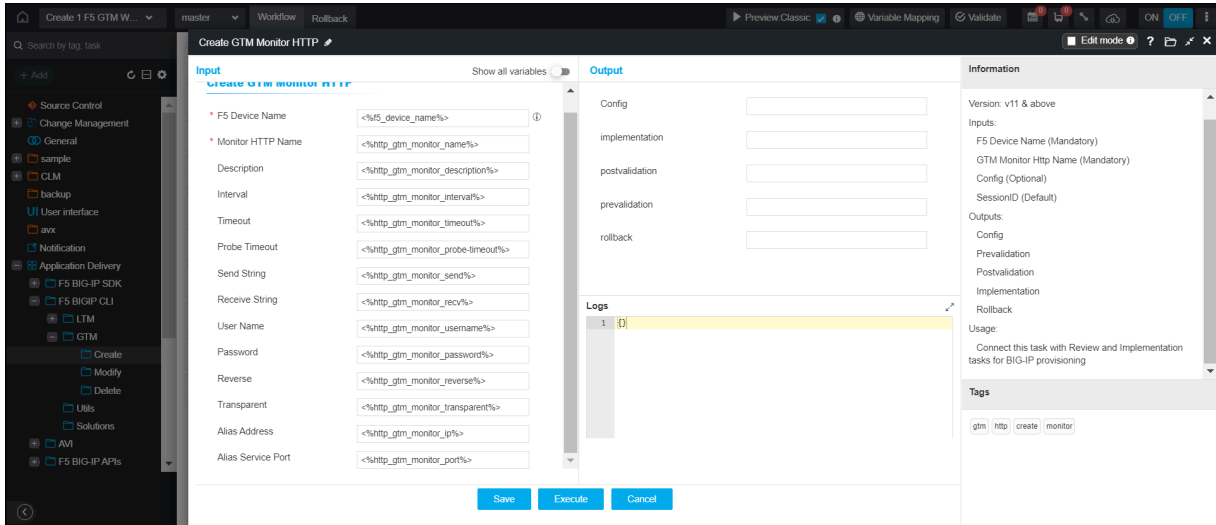 Create 1 F5 GTM W...
master
Workflow
Rollback
Preview:Classic
Variable Mapping
Validate
0
0
ON
OFF
Search by tag, task
Create GTM Monitor HTTP
Edit mode
?
+ Add
Source Control
Change Management
General
sample
CLM
backup
UI User interface
avx
Notification
Application Delivery
F5 BIG-IP SDK
F5 BIGIP CLI
LTM
GTM
Create
Modify
Delete
Utils
Solutions
AVI
F5 BIG-IP APIs
Input
Show all variables
Create GTM Monitor HTTP
* F5 Device Name <%f5_device_name%>
* Monitor HTTP Name <%http_gtm_monitor_name%>
Description <%http_gtm_monitor_description%>
Interval <%http_gtm_monitor_interval%>
Timeout <%http_gtm_monitor_timeout%>
Probe Timeout <%http_gtm_monitor_probe-timeout%>
Send String <%http_gtm_monitor_send%>
Receive String <%http_gtm_monitor_recv%>
User Name <%http_gtm_monitor_username%>
Password <%http_gtm_monitor_password%>
Reverse <%http_gtm_monitor_reverse%>
Transparent <%http_gtm_monitor_transparent%>
Alias Address <%http_gtm_monitor_ip%>
Alias Service Port <%http_gtm_monitor_port%>
Output
Config
implementation
postvalidation
prevalidation
rollback
Logs
1 {}
Information
Version: v11 & above
Inputs:
F5 Device Name (Mandatory)
GTM Monitor Http Name (Mandatory)
Config (Optional)
SessionID (Default)
Outputs:
Config
Prevalidation
Postvalidation
Implementation
Rollback
Usage:
Connect this task with Review and Implementation
tasks for BIG-IP provisioning
Tags
gtm http create monitor
Save
Execute
Cancel